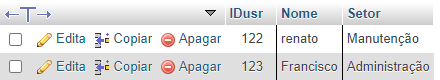 IDusr Nome Setor
Edita Copiar Apagar 122 renato Manutenção
Edita Copiar Apagar 123 Francisco Administração